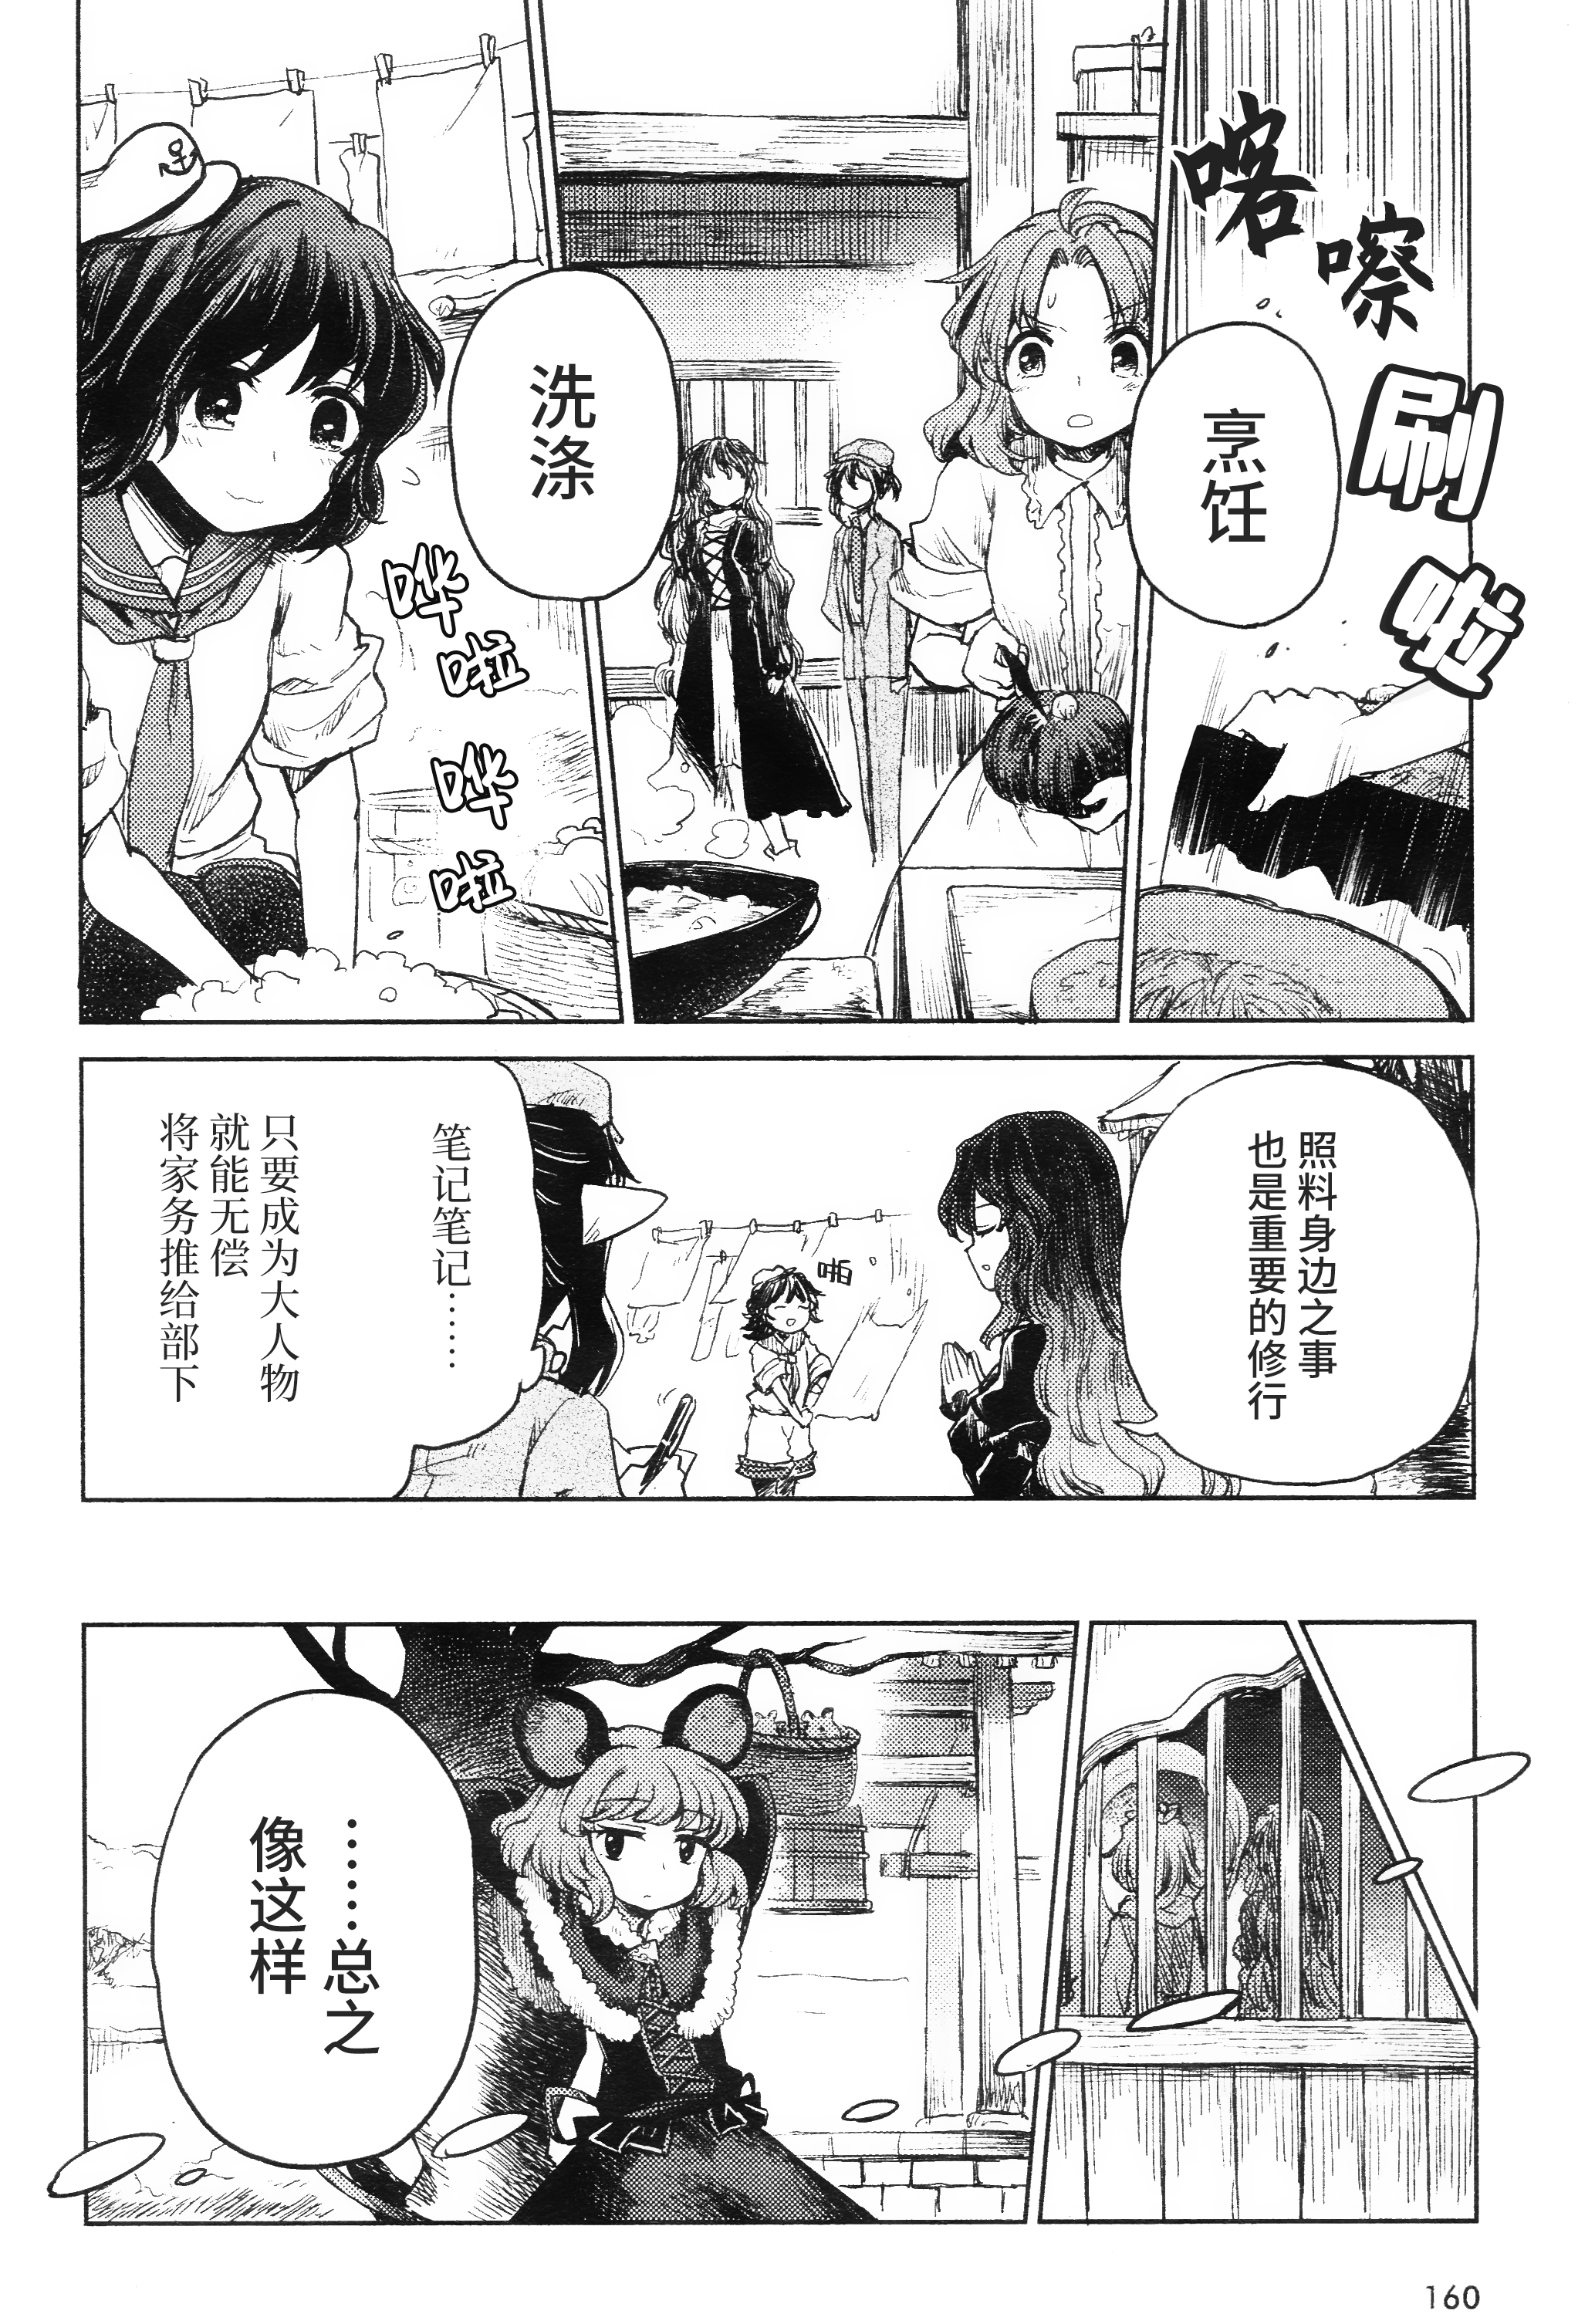 喀
嚓
刷
啦
烹饪
洗涤
哗
啦
哗
啦
照料身边之事
也是重要的修行
笔记笔记……
只要成为大人物
就能无偿
将家务推给部下
……总之
像这样
160